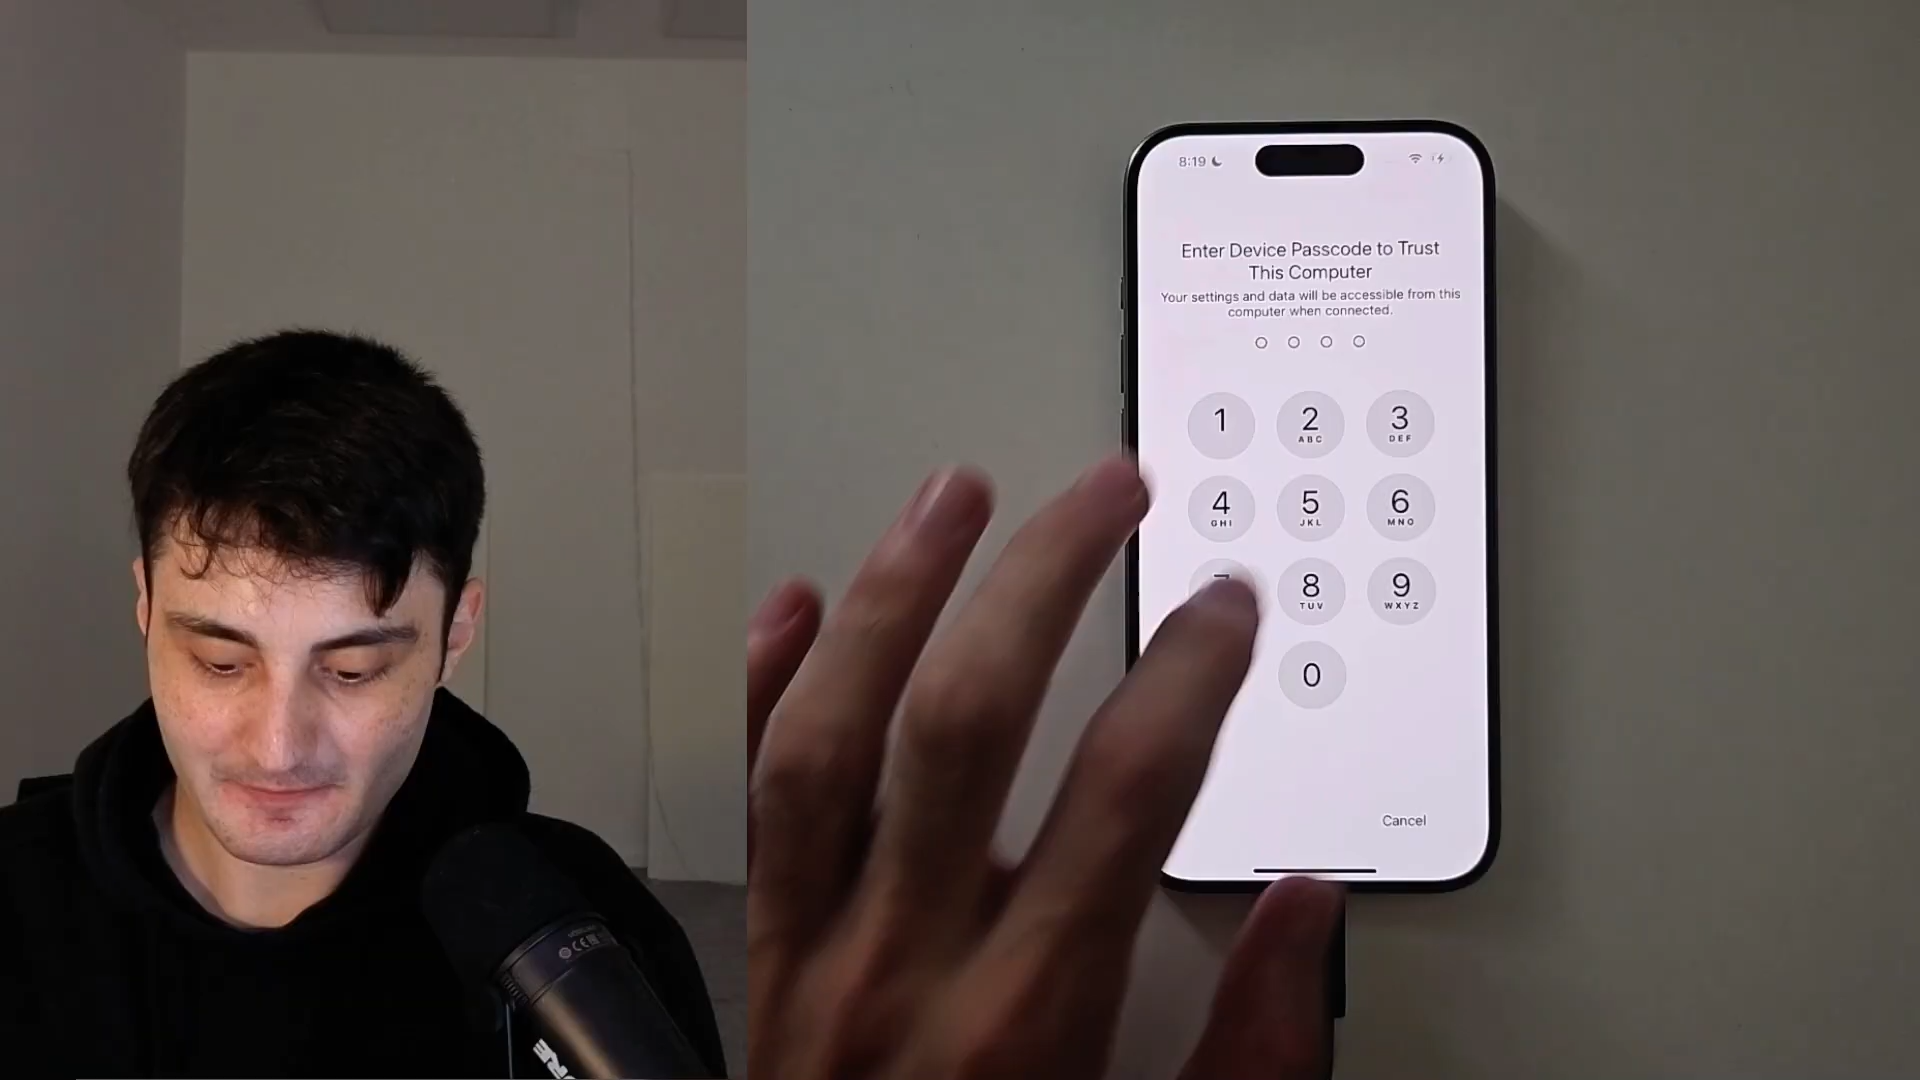 8:19
Enter Device Passcode to Trust
This Computer
Your settings and data will be accessible from this
computer when connected.
1
2
ABC
3
DEF
4
GHI
5
JKL
6
MNO
7
8
TUV
9
WXYZ
0
Cancel
CE